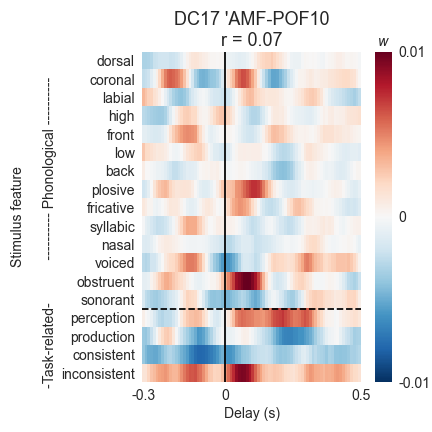 DC17 'AMF-POF10
r = 0.07
w
dorsal
coronal
labial
high
front
low
back
plosive
fricative
syllabic
nasal
voiced
obstruent
sonorant
perception
production
consistent
inconsistent
Stimulus feature
-Task-related- ---------- Phonological ----------
0.01
0
-0.01
-0.3 0 0.5
Delay (s)